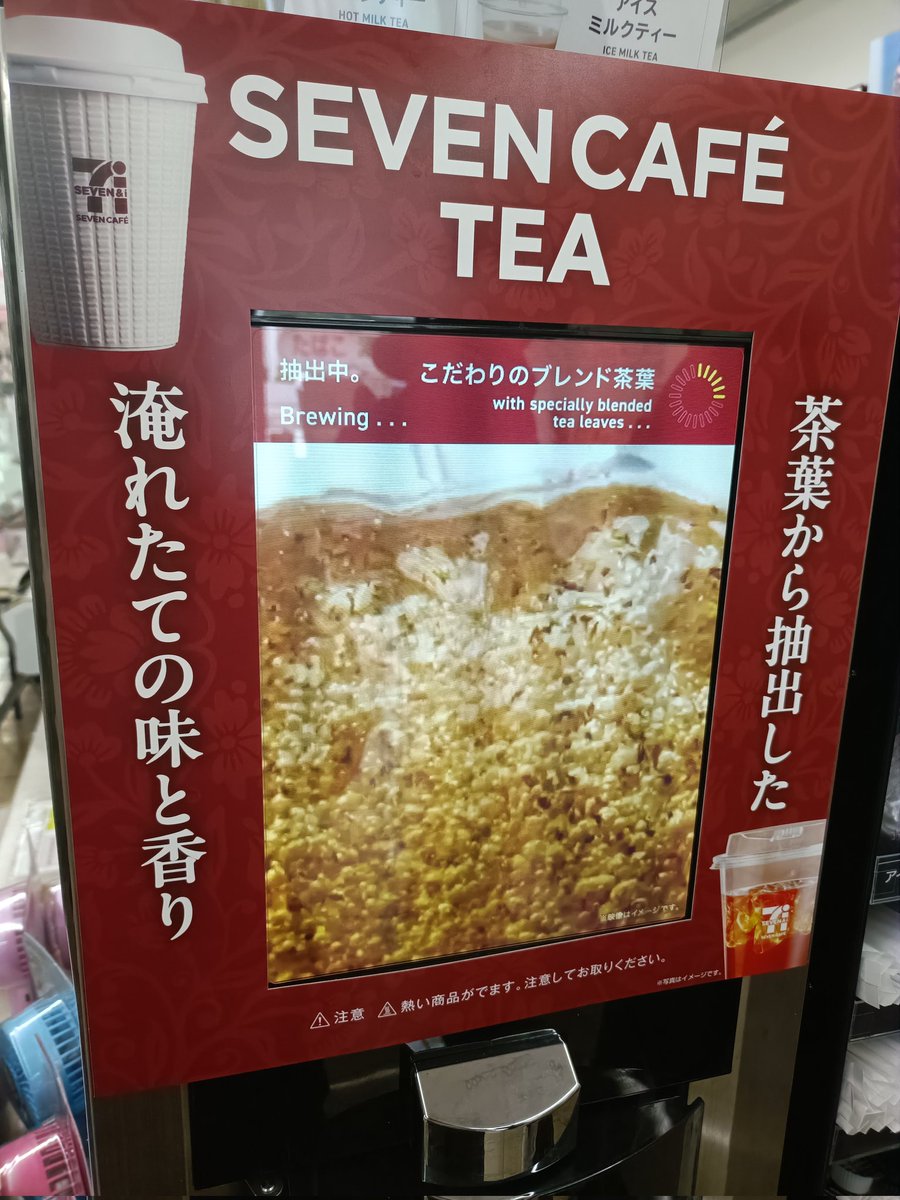 HOT MILK TEA
アイス
ミルクティー
ICE MILK TEA
SEVEN CAFÉ
TEA
SEVEN&i
SEVEN CAFÉ
抽出中。
Brewing...
こだわりのブレンド茶葉
with specially blended
tea leaves...
たばこ
茶葉から抽出した
淹れたての味と香り
※映像はイメージです。
※写真はイメージです。
注意 熱い商品がでます。注意してお取りください。